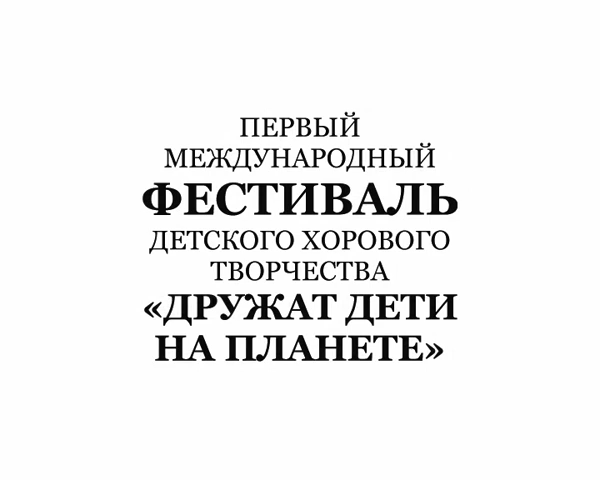 ПЕРВЫЙ
МЕЖДУНАРОДНЫЙ
ФЕСТИВАЛЬ
ДЕТСКОГО ХОРОВОГО
ТВОРЧЕСТВА
«ДРУЖАТ ДЕТИ
НА ПЛАНЕТЕ»